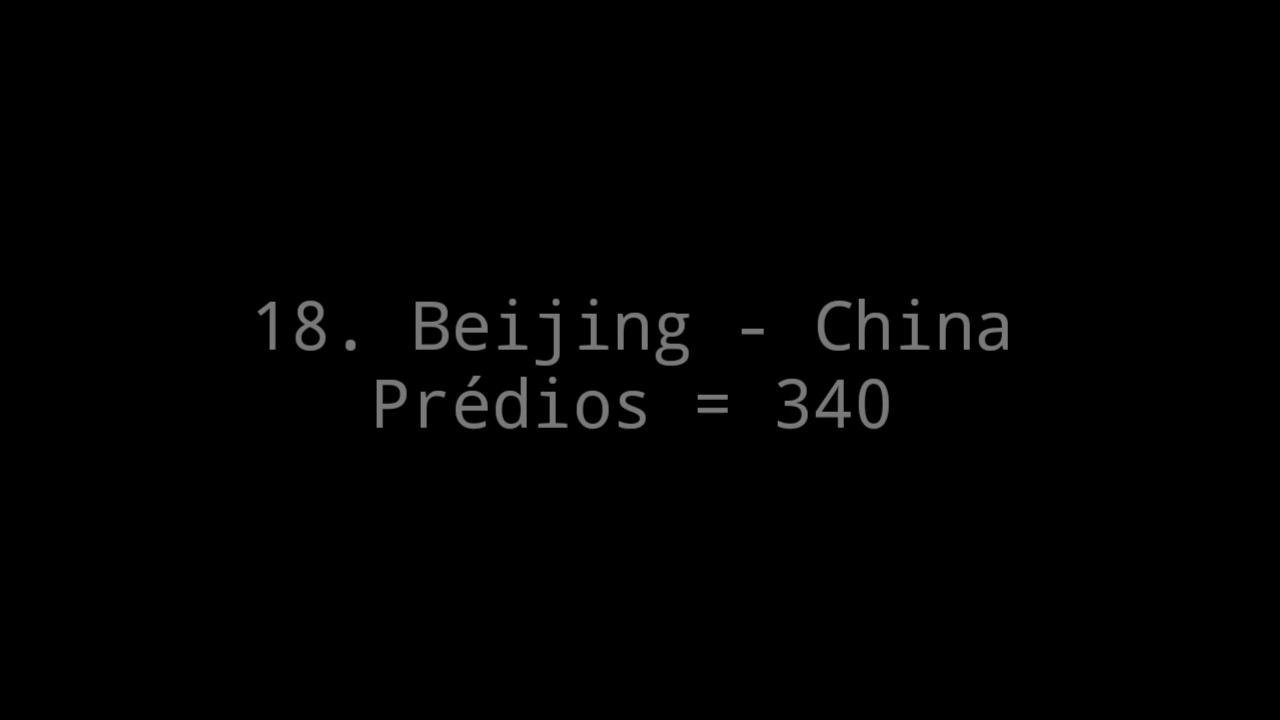 18. Beijing - China
Prédios = 340